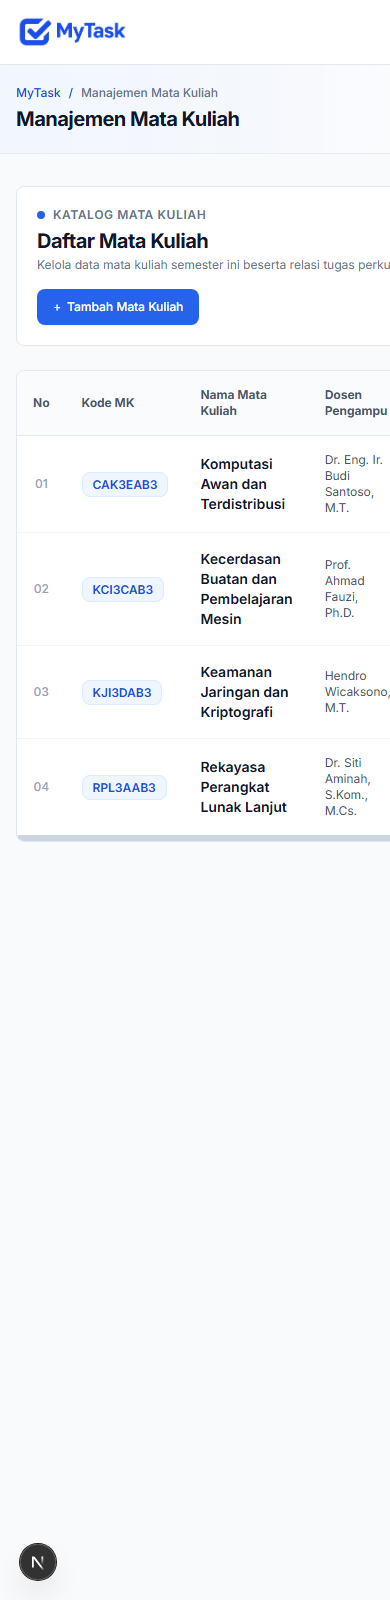 MyTask
MyTask / Manajemen Mata Kuliah
Manajemen Mata Kuliah
KATALOG MATA KULIAH
Daftar Mata Kuliah
Kelola data mata kuliah semester ini beserta relasi tugas perku
+ Tambah Mata Kuliah
No
Kode MK
Nama Mata
Kuliah
Dosen
Pengampu
01
CAK3EAB3
Komputasi
Awan dan
Terdistribusi
Dr. Eng. Ir.
Budi
Santoso,
M.T.
02
KCI3CAB3
Kecerdasan
Buatan dan
Pembelajaran
Mesin
Prof.
Ahmad
Fauzi,
Ph.D.
03
KJI3DAB3
Keamanan
Jaringan dan
Kriptografi
Hendro
Wicaksono,
M.T.
04
RPL3AAB3
Rekayasa
Perangkat
Lunak Lanjut
Dr. Siti
Aminah,
S.Kom.,
M.Cs.
N